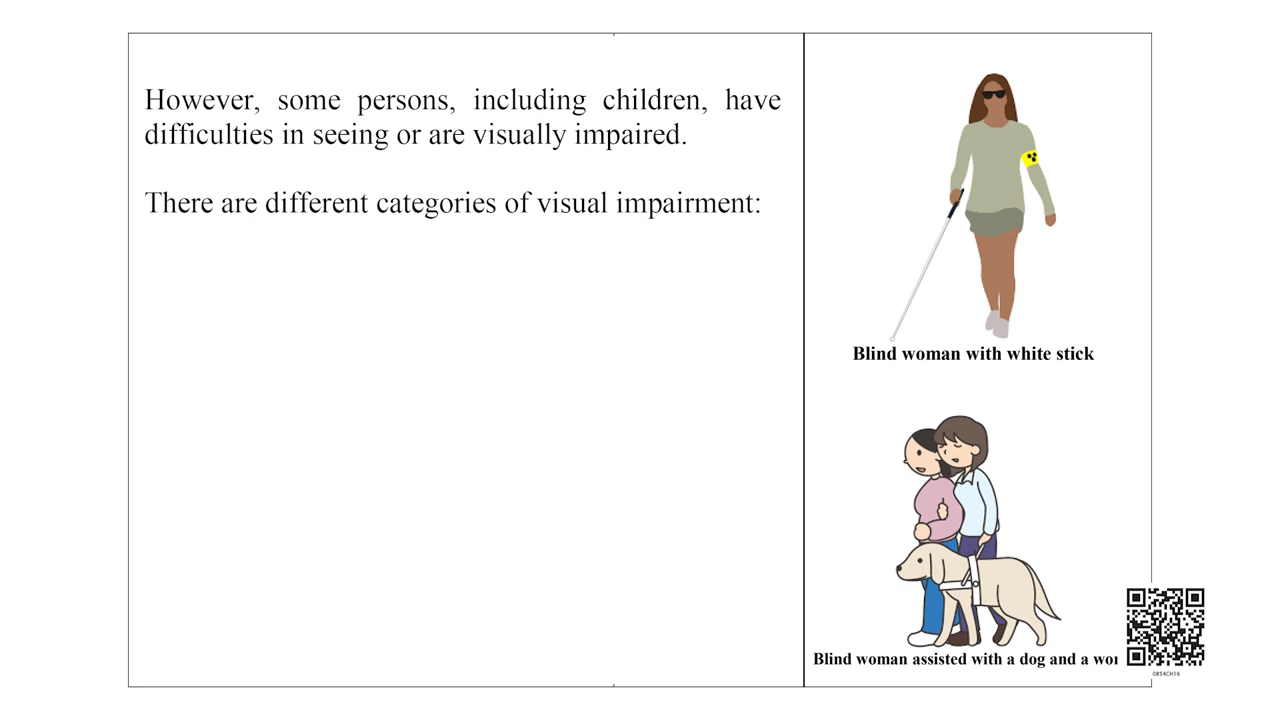 However, some persons, including children, have
difficulties in seeing or are visually impaired.
There are different categories of visual impairment:
Blind woman with white stick
Blind woman assisted with a dog and a
0854CH16